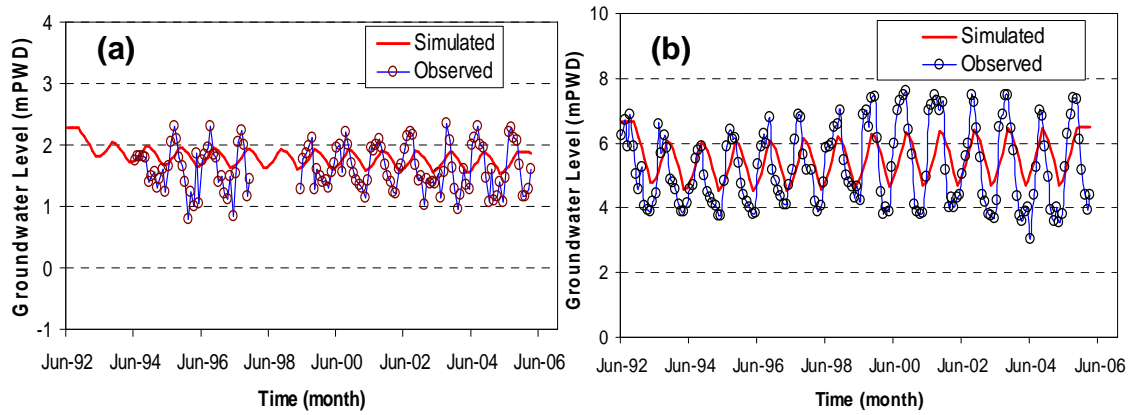 (a)
Simulated
Observed
Groundwater Level (mPWD)
4
3
2
1
0
-1
Jun-92 Jun-94 Jun-96 Jun-98 Jun-00 Jun-02 Jun-04 Jun-06
Time (month)
(b)
Simulated
Observed
Groundwater Level (mPWD)
10
8
6
4
2
0
Jun-92 Jun-94 Jun-96 Jun-98 Jun-00 Jun-02 Jun-04 Jun-06
Time (month)